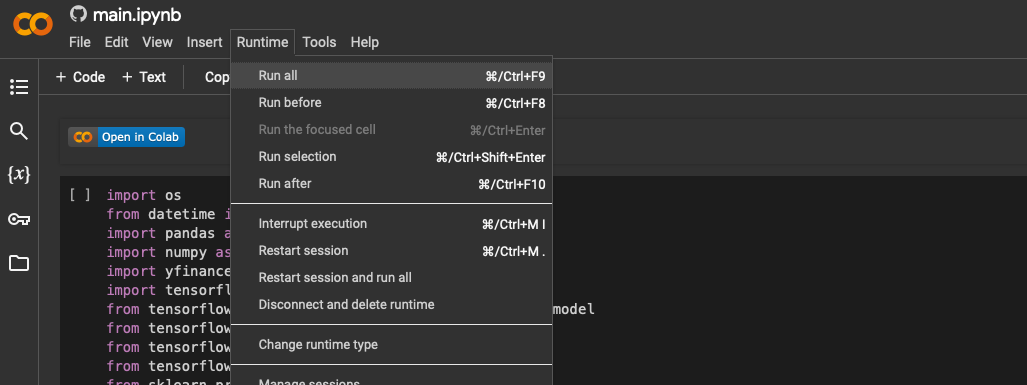 main.ipynb
File Edit View Insert Runtime Tools Help
+ Code + Text Cop
Run all ⌘/Ctrl+F9
Run before ⌘/Ctrl+F8
Run the focused cell ⌘/Ctrl+Enter
Run selection ⌘/Ctrl+Shift+Enter
Run after ⌘/Ctrl+F10
Interrupt execution ⌘/Ctrl+M I
Restart session ⌘/Ctrl+M .
Restart session and run all
Disconnect and delete runtime
Change runtime type
Manage sessions
{x}
Open in Colab
[ ] import os
from datetime i
import pandas a
import numpy as
import yfinance
import tensorfl
from tensorflow model
from tensorflow
from tensorflow
from tensorflow
from sklearn.pr